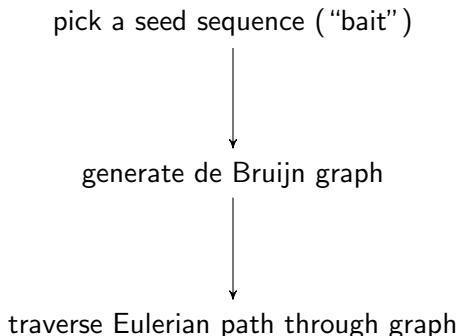 pick a seed sequence (“bait”)
generate de Bruijn graph
traverse Eulerian path through graph